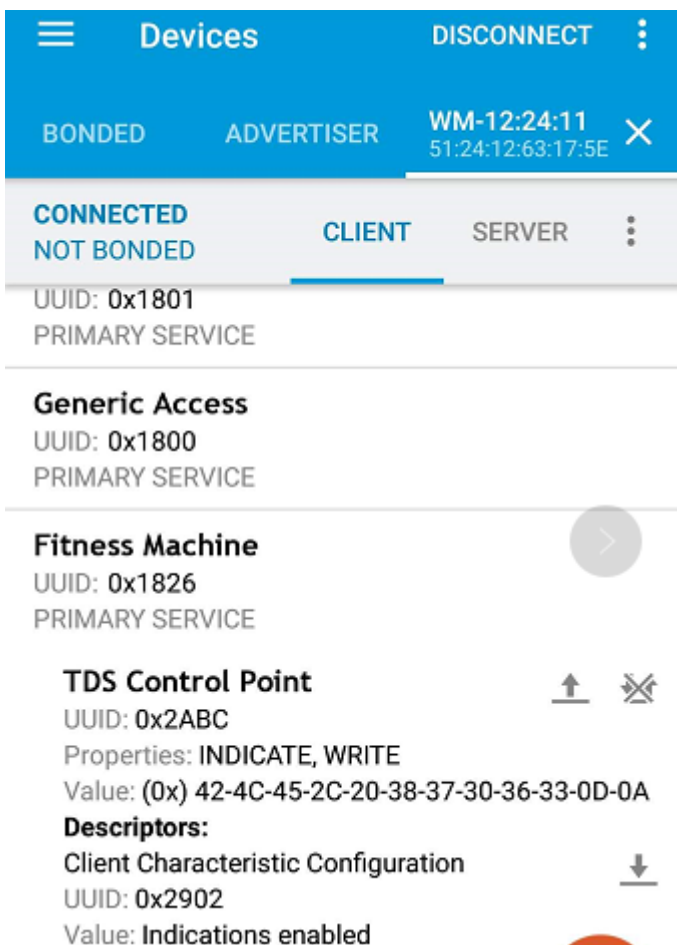 Devices DISCONNECT
BONDED ADVERTISER WM-12:24:11
51:24:12:63:17:5E
CONNECTED
NOT BONDED CLIENT SERVER
UUID: 0x1801
PRIMARY SERVICE
Generic Access
UUID: 0x1800
PRIMARY SERVICE
Fitness Machine
UUID: 0x1826
PRIMARY SERVICE
TDS Control Point
UUID: 0x2ABC
Properties: INDICATE, WRITE
Value: (0x) 42-4C-45-2C-20-38-37-30-36-33-0D-0A
Descriptors:
Client Characteristic Configuration
UUID: 0x2902
Value: Indications enabled